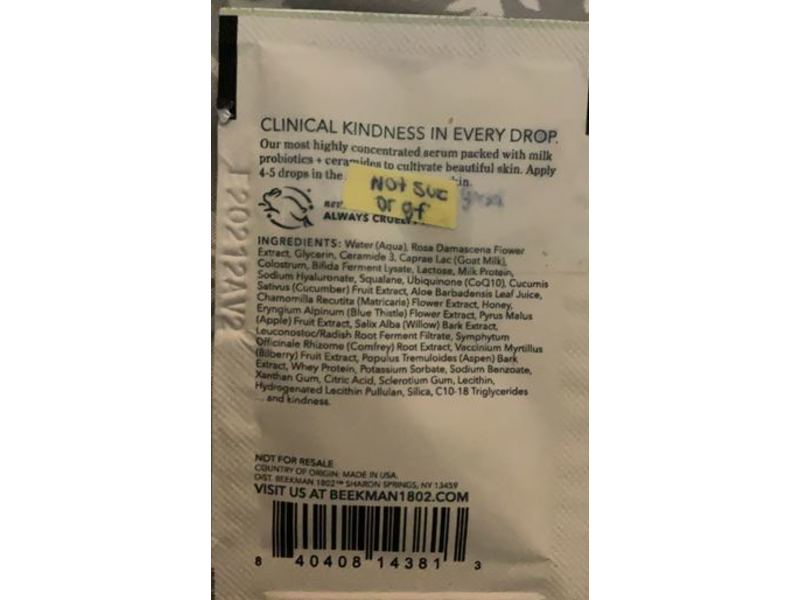 CLINICAL KINDNESS IN EVERY DROP.
Our most highly concentrated serum packed with milk
probiotics + ceramides to cultivate beautiful skin. Apply
4-5 drops in the
Not
or gf
ALWAYS
INGREDIENTS: Water (Aqua), Rosa Damascena Flower
Extract, Glycerin, Ceramide 3, Caprae Lac (Goat Milk),
Colostrum, Bifida Ferment Lysate, Lactose, Milk Protein,
Sodium Hyaluronate, Squalane, Ubiquinone (CoQ10), Cucumis
Sativus (Cucumber) Fruit Extract, Aloe Barbadensis Leaf Juice,
Chamomilla Recutita (Matricaria) Flower Extract, Honey,
Eryngium Alpinum (Blue Thistle) Flower Extract, Pyrus Malus
(Apple) Fruit Extract, Salix Alba (Willow) Bark Extract,
Leuconostoc/Radish Root Ferment Filtrate, Symphytum
Officinale Rhizome (Comfrey) Root Extract, Vaccinium Myrtillus
(Bilberry) Fruit Extract, Populus Tremuloides (Aspen) Bark
Extract, Whey Protein, Potassium Sorbate, Sodium Benzoate,
Xanthan Gum, Citric Acid, Sclerotium Gum, Lecithin,
Hydrogenated Lecithin Pullulan, Silica, C10-18 Triglycerides
... and kindness.
NOT FOR RESALE
COUNTRY OF ORIGIN: MADE IN USA.
DIST. BEEKMAN 1802™ SHARON SPRINGS, NY 13459
VISIT US AT BEEKMAN1802.COM
8 40408 14381 3